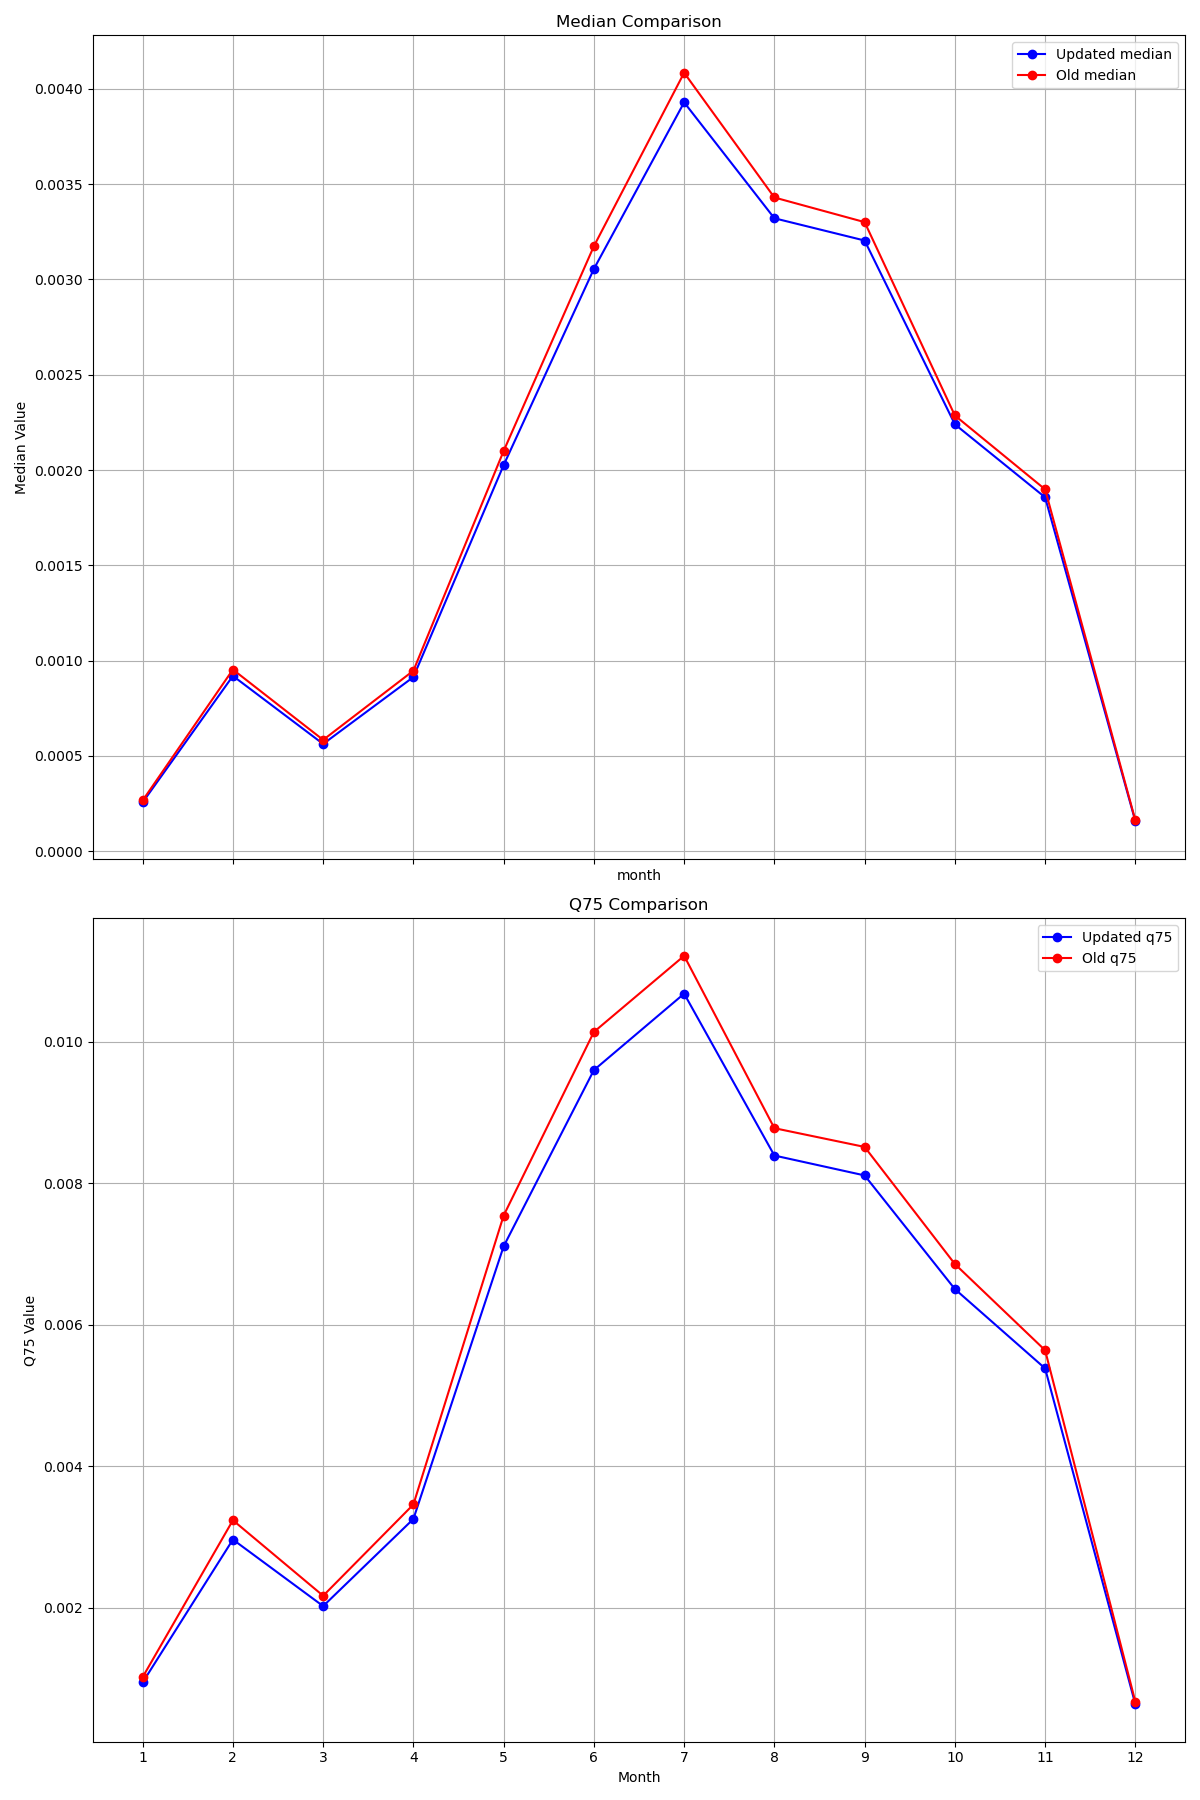 Median Comparison
Updated median
Old median
0.0040
0.0035
0.0030
0.0025
0.0020
0.0015
0.0010
0.0005
0.0000
Median Value
month
Q75 Comparison
Updated q75
Old q75
0.010
0.008
0.006
0.004
0.002
Q75 Value
1 2 3 4 5 6 7 8 9 10 11 12
Month